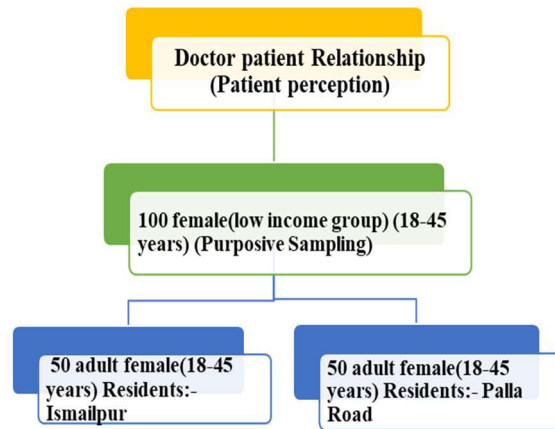 Doctor patient Relationship
(Patient perception)
100 female(low income group) (18-45
years) (Purposive Sampling)
50 adult female(18-45
years) Residents:-
Ismailpur
50 adult female(18-45
years) Residents:- Palla
Road